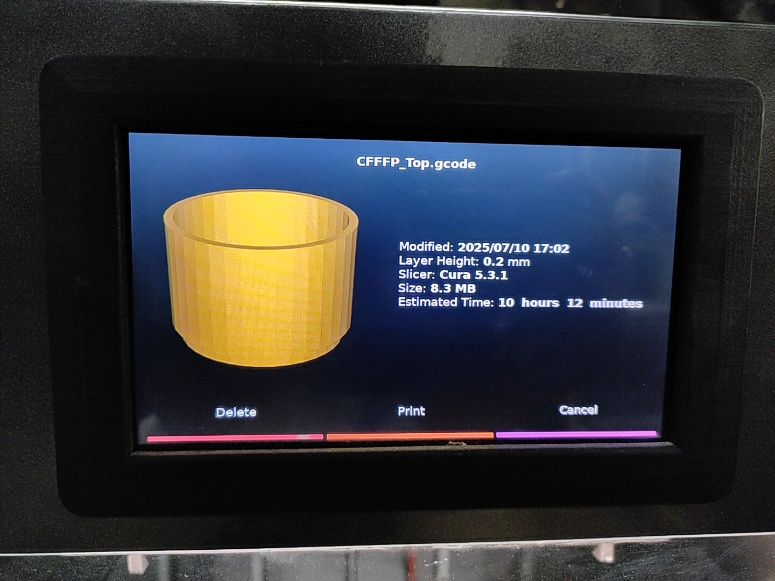 CFFFP_Top.gcode
Modified: 2025/07/10 17:02
Layer Height: 0.2 mm
Slicer: Cura 5.3.1
Size: 8.3 MB
Estimated Time: 10 hours 12 minutes
Delete
Print
Cancel